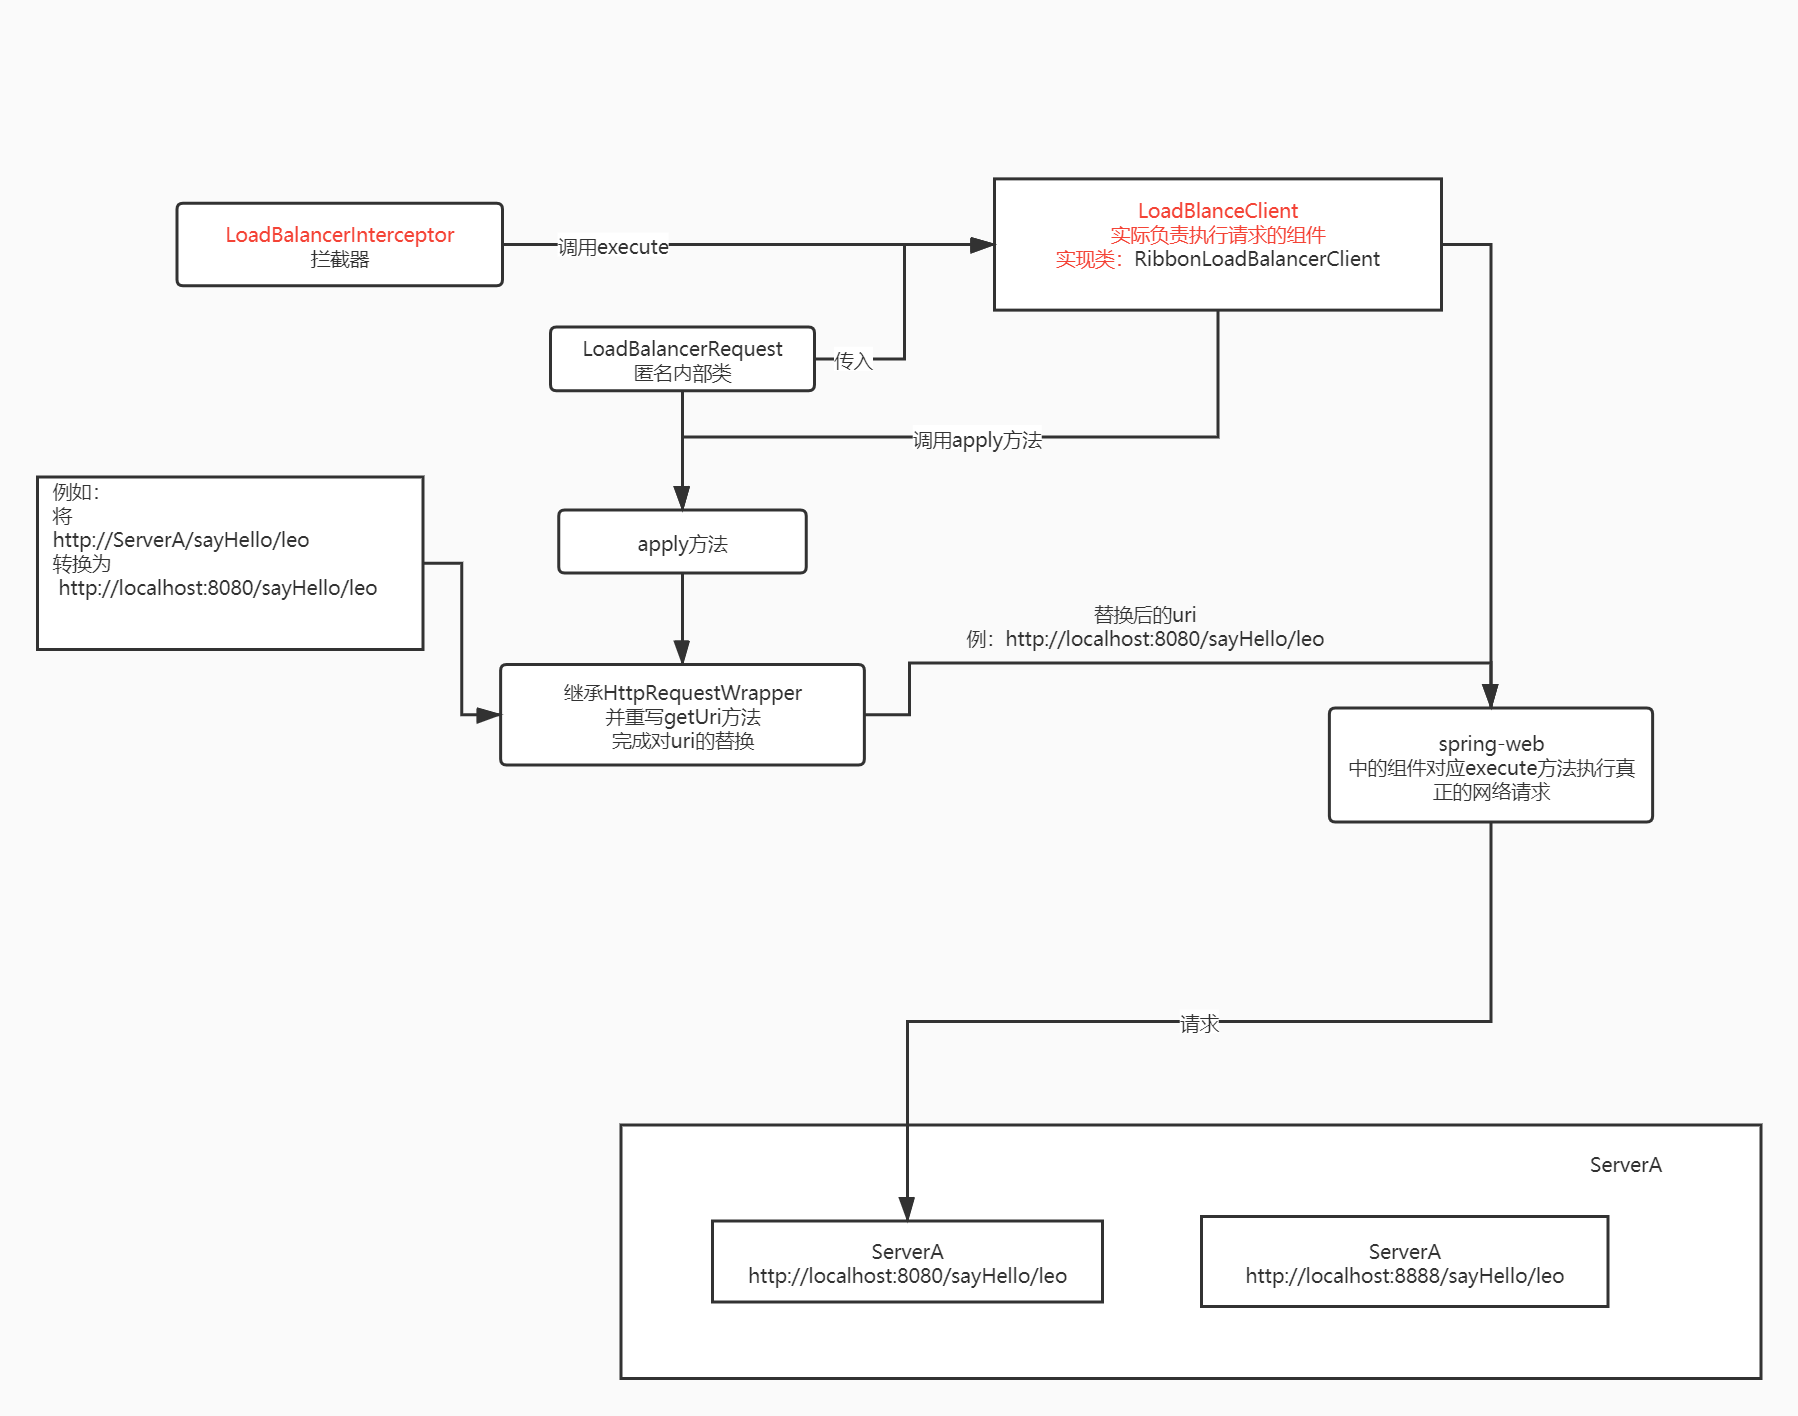 LoadBalancerInterceptor
拦截器
调用execute
LoadBlanceClient
实际负责执行请求的组件
实现类：RibbonLoadBalancerClient
LoadBalancerRequest
匿名内部类
传入
调用apply方法
例如：
将
http://ServerA/sayHello/leo
转换为
http://localhost:8080/sayHello/leo
apply方法
替换后的uri
例：http://localhost:8080/sayHello/leo
继承HttpRequestWrapper
并重写getUri方法
完成对uri的替换
spring-web
中的组件对应execute方法执行真
正的网络请求
请求
ServerA
ServerA
http://localhost:8080/sayHello/leo
ServerA
http://localhost:8888/sayHello/leo